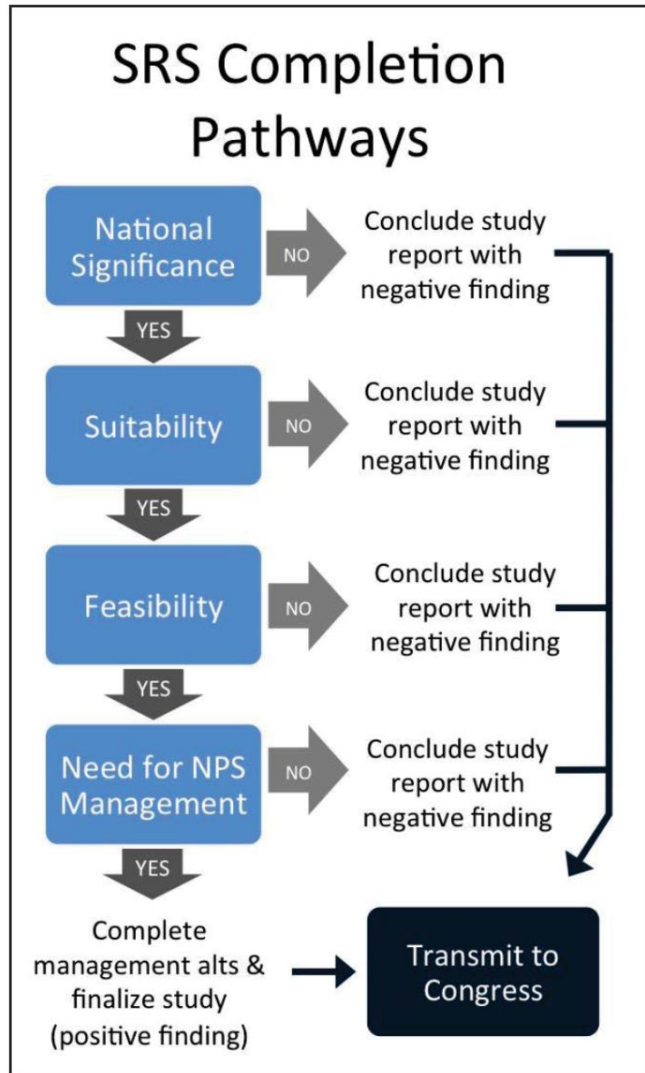 SRS Completion
Pathways
National
Significance
NO
Conclude study
report with
negative finding
YES
Suitability
NO
Conclude study
report with
negative finding
YES
Feasibility
NO
Conclude study
report with
negative finding
YES
Need for NPS
Management
NO
Conclude study
report with
negative finding
YES
Complete
management alts &
finalize study
(positive finding)
Transmit to
Congress